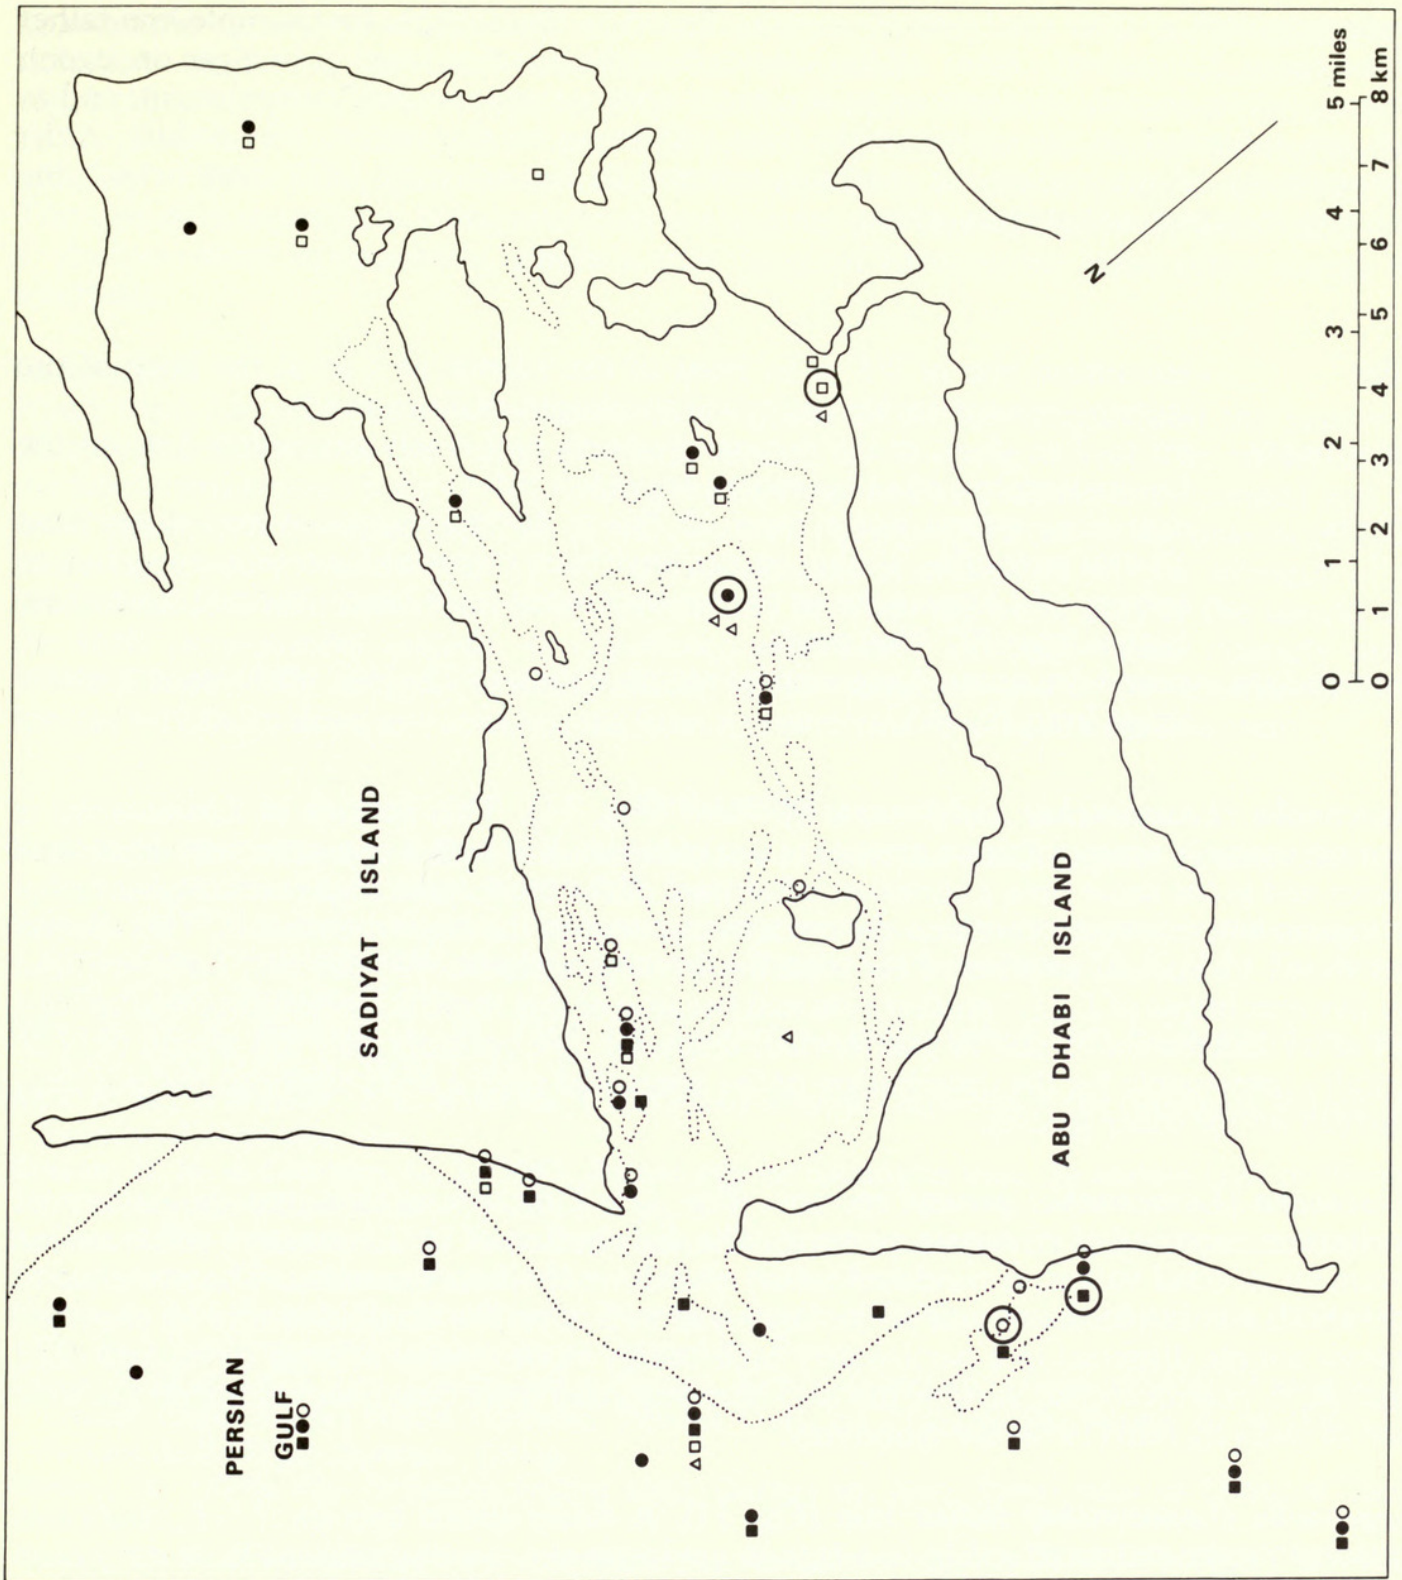 SADIYAT ISLAND
PERSIAN
GULF
ABU DHABI ISLAND
N
0 1 2 3 4 5 miles
0 1 2 3 4 5 6 7 8 km